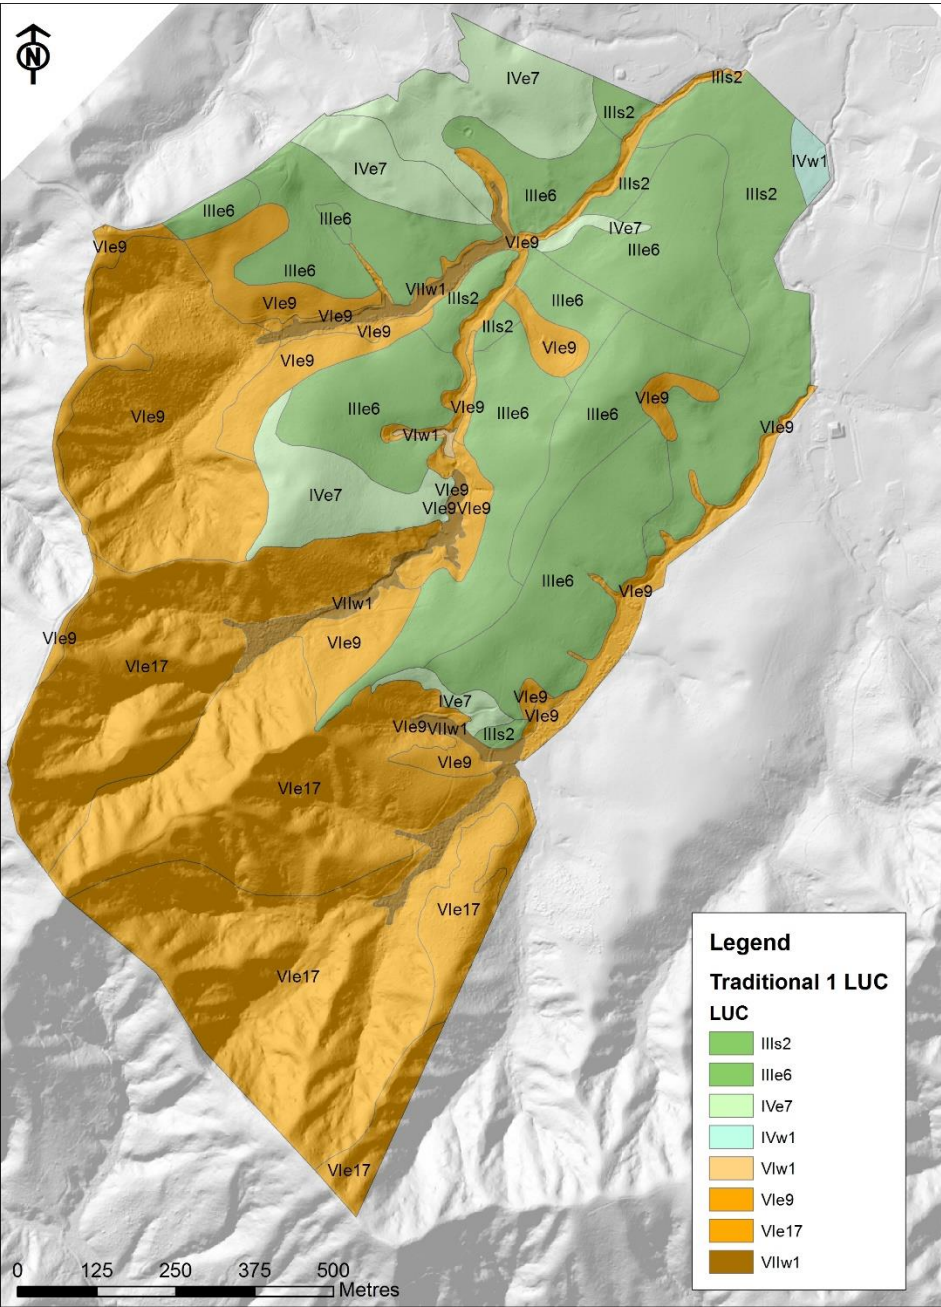 N
IVe7
IIIs2
IIIs2
IVw1
IVe7
IIIs2
IIIs2
IIIe6
IIIe6
IIIe6
IVe7
VIe9
VIe9
IIIe6
IIIe6
VIIw1
IIIs2
IIIe6
VIe9
VIe9
IIIs2
VIe9
VIe9
VIe9
VIe9
VIe9
IIIe6
VIe9
IIIe6
IIIe6
VIe9
VIw1
VIe9
IVe7
VIe9
VIe9VIe9
IIIe6
VIe9
VIIw1
VIe9
VIe9
VIe17
IVe7
VIe9
VIe9
VIe9VIIw1
IIIs2
VIe9
VIe17
VIe17
VIe17
VIe17
Legend
Traditional 1 LUC
LUC
IIIs2
IIIe6
IVe7
IVw1
VIw1
VIe9
VIe17
VIIw1
0 125 250 375 500
Metres